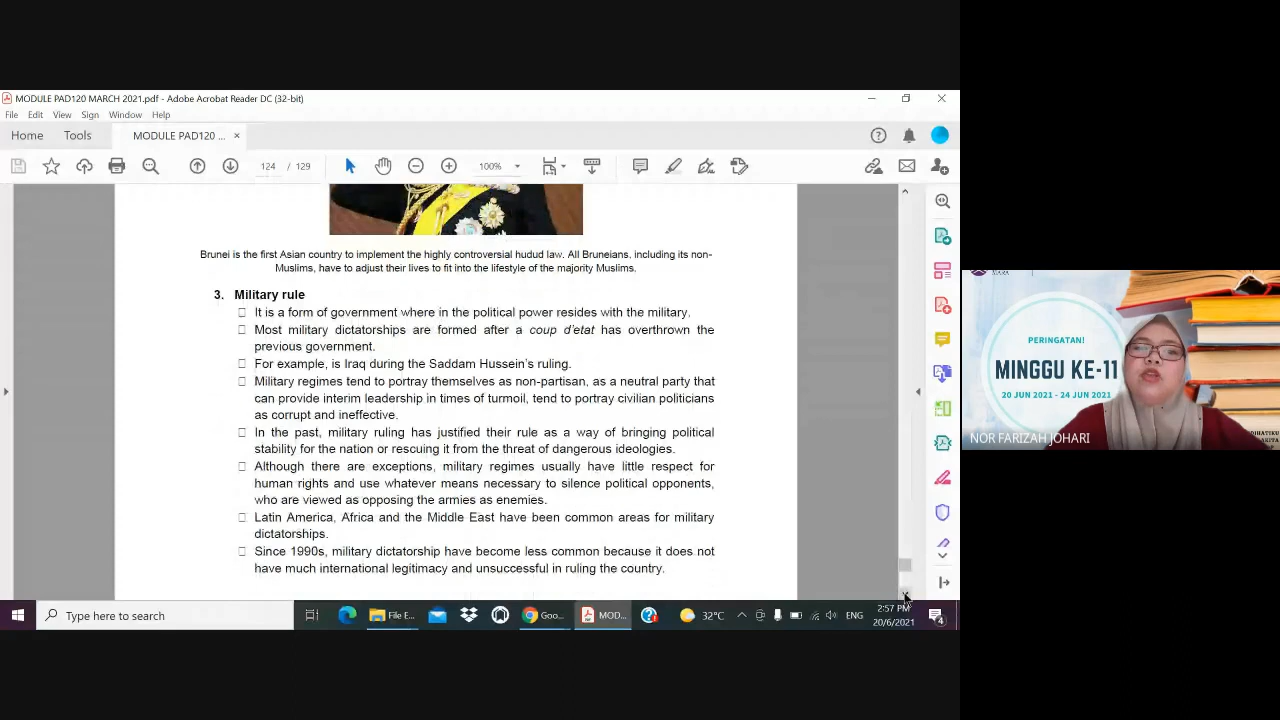 MODULE PAD120 MARCH 2021.pdf - Adobe Acrobat Reader DC (32-bit)
File Edit View Sign Window Help
Home Tools MODULE PAD120 ... ×
124 / 129 100%
Brunei is the first Asian country to implement the highly controversial hudud law. All Bruneians, including its non-
Muslims, have to adjust their lives to fit into the lifestyle of the majority Muslims.
3. Military rule
It is a form of government where in the political power resides with the military.
Most military dictatorships are formed after a coup d'etat has overthrown the
previous government.
For example, is Iraq during the Saddam Hussein's ruling.
Military regimes tend to portray themselves as non-partisan, as a neutral party that
can provide interim leadership in times of turmoil, tend to portray civilian politicians
as corrupt and ineffective.
In the past, military ruling has justified their rule as a way of bringing political
stability for the nation or rescuing it from the threat of dangerous ideologies.
Although there are exceptions, military regimes usually have little respect for
human rights and use whatever means necessary to silence political opponents,
who are viewed as opposing the armies as enemies.
Latin America, Africa and the Middle East have been common areas for military
dictatorships.
Since 1990s, military dictatorship have become less common because it does not
have much international legitimacy and unsuccessful in ruling the country.
Type here to search
File E...
Goo...
MOD...
32°C
ENG
2:57 PM
20/6/2021
4
PERINGATAN!
MINGGU KE-11
20 JUN 2021 - 24 JUN 2021
NOR FARIZAH JOHARI